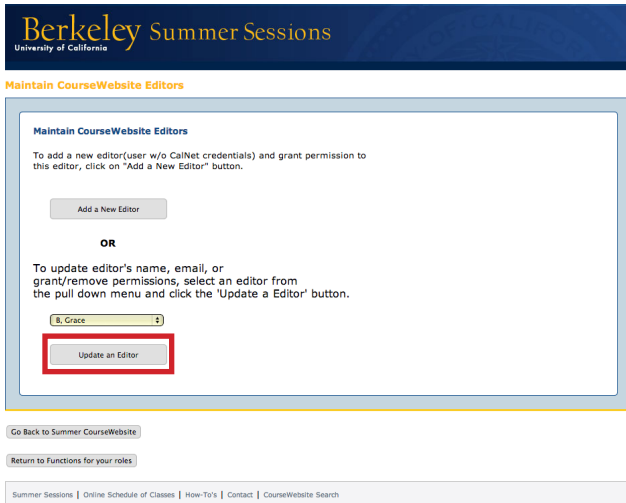 Berkeley Summer Sessions
University of California
Maintain CourseWebsite Editors
Maintain CourseWebsite Editors
To add a new editor(user w/o CalNet credentials) and grant permission to
this editor, click on "Add a New Editor" button.
Add a New Editor
OR
To update editor's name, email, or
grant/remove permissions, select an editor from
the pull down menu and click the 'Update a Editor' button.
B, Grace
Update an Editor
Go Back to Summer CourseWebsite
Return to Functions for your roles
Summer Sessions | Online Schedule of Classes | How-To's | Contact | CourseWebsite Search